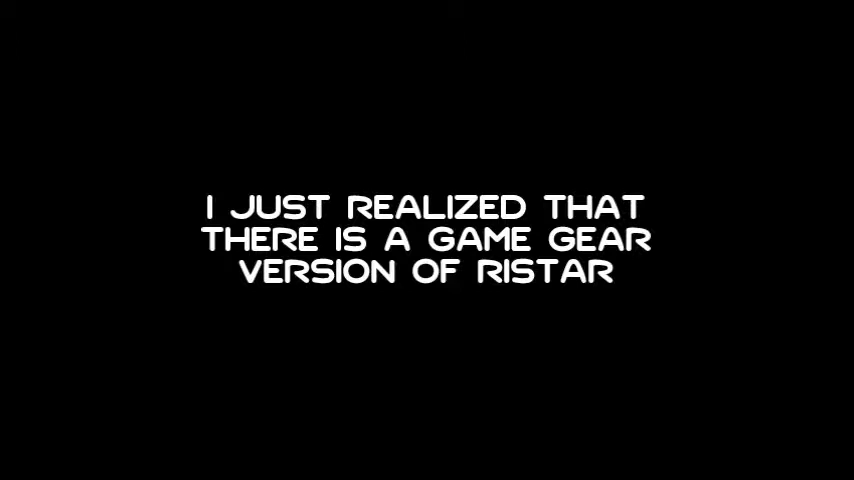 I JUST REALIZED THAT
THERE IS A GAME GEAR
VERSION OF RISTAR